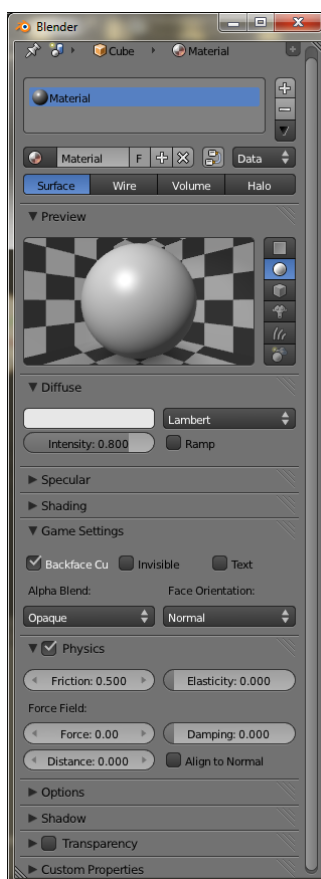 Blender
Cube Material
Material
Material F Data
Surface Wire Volume Halo
Preview
Diffuse
Lambert
Intensity: 0.800 Ramp
Specular
Shading
Game Settings
Backface Cu Invisible Text
Alpha Blend: Face Orientation:
Opaque Normal
Physics
Friction: 0.500 Elasticity: 0.000
Force Field:
Force: 0.00 Damping: 0.000
Distance: 0.000 Align to Normal
Options
Shadow
Transparency
Custom Properties